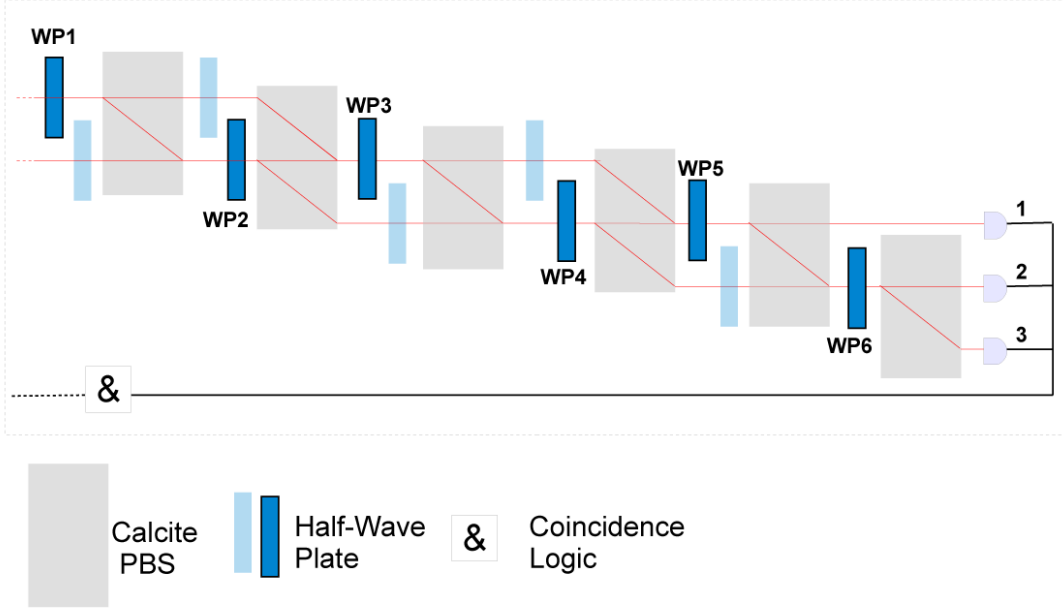 WP1
WP3
WP5
WP2
WP4
WP6
1
2
3
&
Calcite
PBS
Half-Wave
Plate
&
Coincidence
Logic